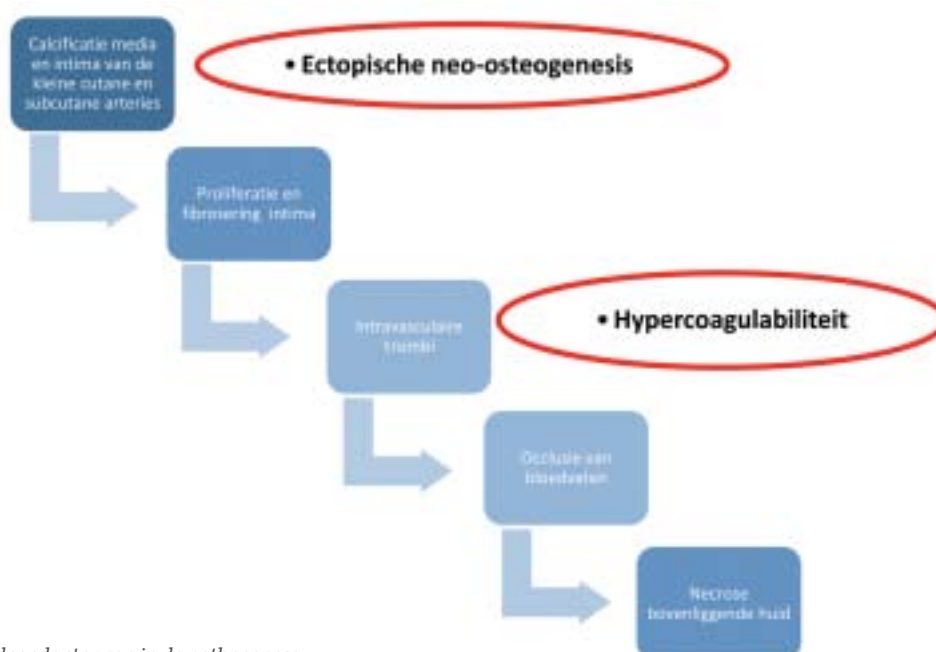 Calcificatie media
en intima van de
kleine cutane en
subcutane arteries
• Ectopische neo-osteogenesis
Proliferatie en
fibrosering intima
Intravasculaire
trombi
• Hypercoagulabiliteit
Occlusie van
bloedvaten
Necrose
bovenliggende huid